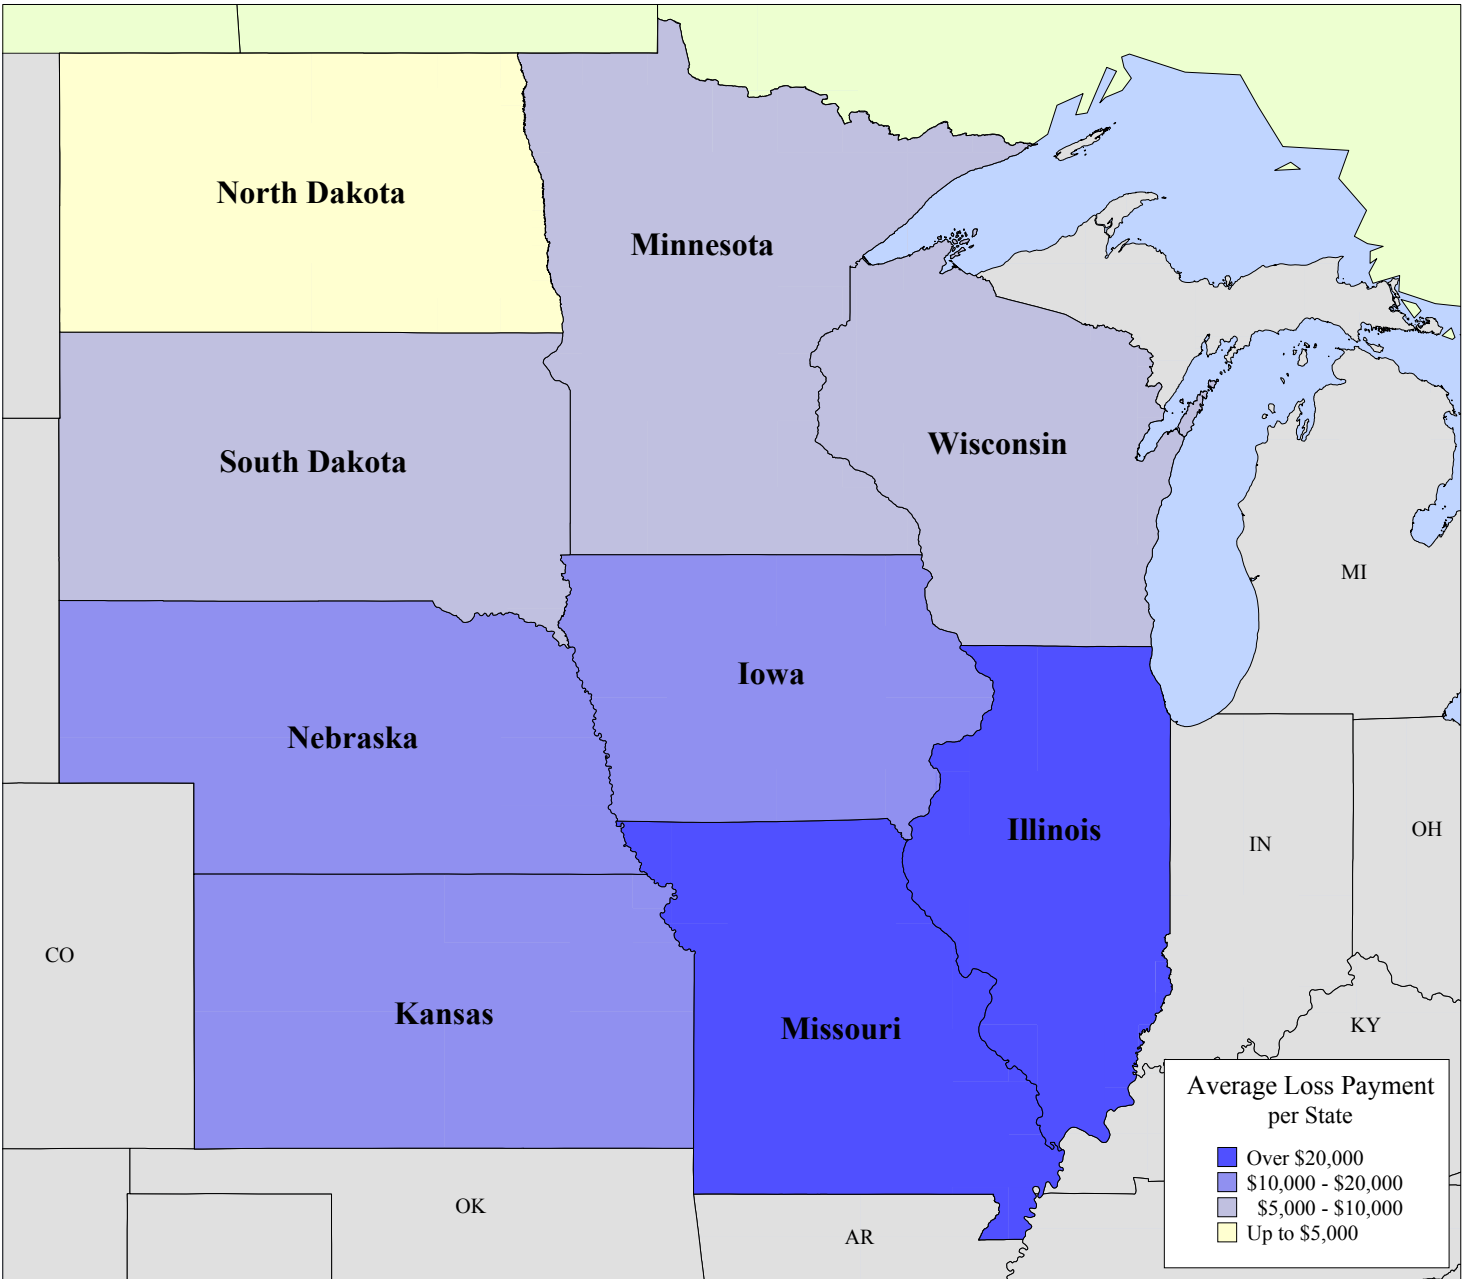 North Dakota
Minnesota
Wisconsin
South Dakota
MI
Iowa
Nebraska
Illinois
OH
IN
CO
Kansas
Missouri
KY
Average Loss Payment
per State
Over $20,000
$10,000 - $20,000
$5,000 - $10,000
Up to $5,000
OK
AR